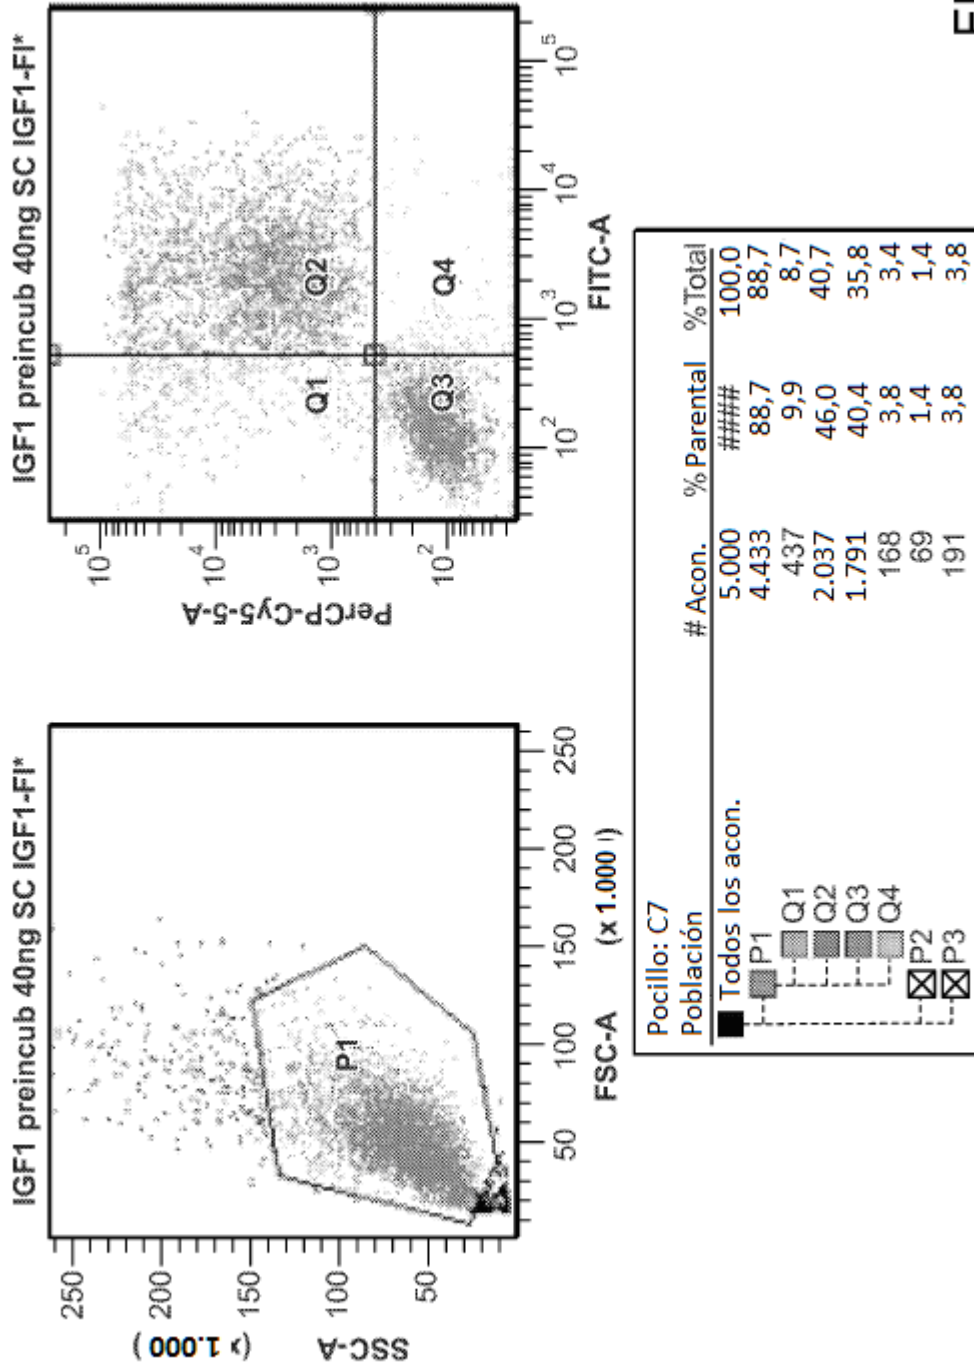 IGF1 preincub 40ng SC IGF1-FI*
SSC-A
(x 1.000 )
250
200
150
100
50
P1
50
100
150
200
250
FSC-A
(x 1.000 )
IGF1 preincub 40ng SC IGF1-FI*
PerCP-Cy5-5-A
10^5
10^4
10^3
10^2
Q1
Q2
Q3
Q4
10^2
10^3
10^4
10^5
FITC-A
Pocillo: C7
Población # Acon. %Parental %Total
Todos los acon. 5.000 #### 100,0
P1 4.433 88,7 88,7
Q1 437 9,9 8,7
Q2 2.037 46,0 40,7
Q3 1.791 40,4 35,8
Q4 168 3,8 3,4
P2 69 1,4 1,4
P3 191 3,8 3,8